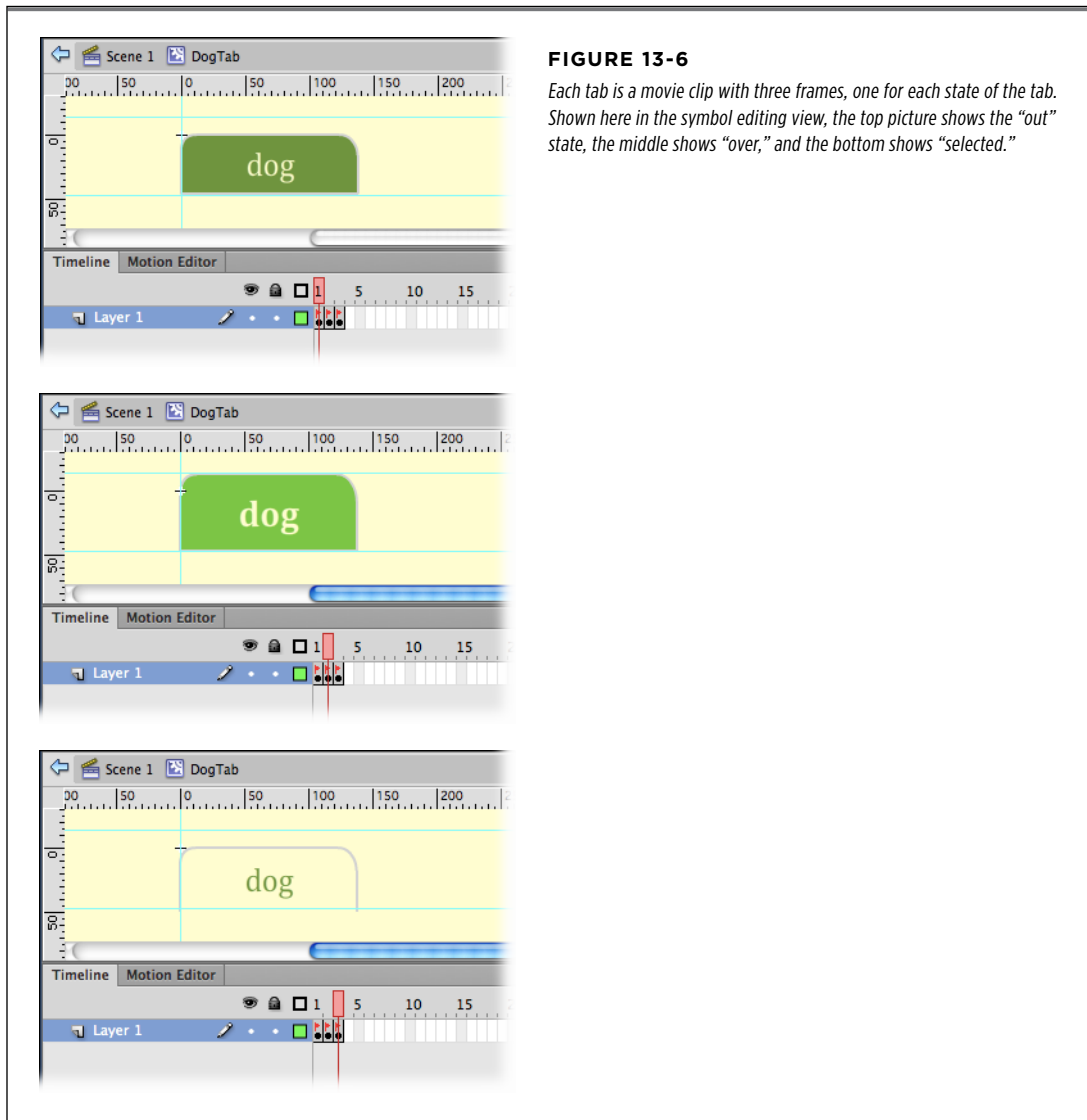 Scene 1 DogTab
00 50 0 50 100 150 200 2
0
50
dog
Timeline Motion Editor
1 5 10 15
Layer 1
FIGURE 13-6
Each tab is a movie clip with three frames, one for each state of the tab.
Shown here in the symbol editing view, the top picture shows the “out”
state, the middle shows “over,” and the bottom shows “selected.”
Scene 1 DogTab
00 50 0 50 100 150 200 2
0
50
dog
Timeline Motion Editor
1 5 10 15
Layer 1
Scene 1 DogTab
00 50 0 50 100 150 200 2
0
50
dog
Timeline Motion Editor
1 5 10 15
Layer 1